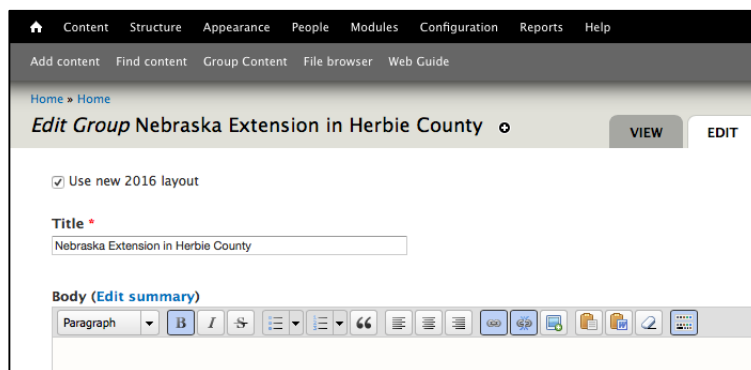 Content Structure Appearance People Modules Configuration Reports Help
Add content Find content Group Content File browser Web Guide
Home » Home
Edit Group Nebraska Extension in Herbie County
VIEW EDIT
Use new 2016 layout
Title *
Nebraska Extension in Herbie County
Body (Edit summary)
Paragraph B I S